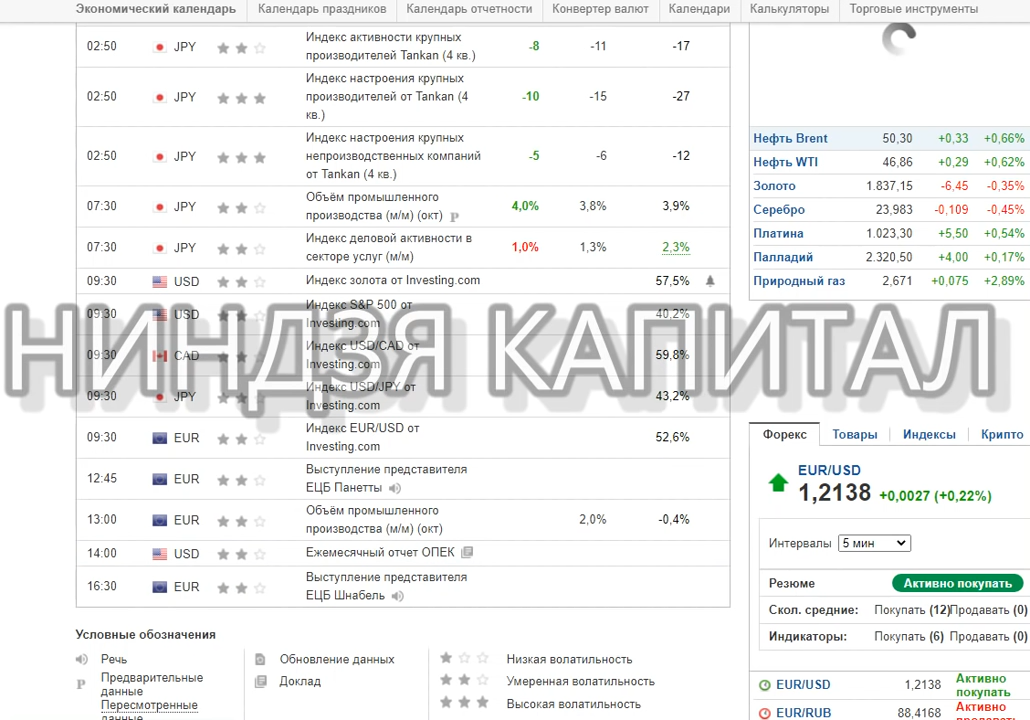 Экономический календарь Календарь праздников Календарь отчетности Конвертер валют Календари Калькуляторы Торговые инструменты
02:50 JPY Индекс активности крупных производителей Tankan (4 кв.) -8 -11 -17
02:50 JPY Индекс настроения крупных производителей от Tankan (4 кв.) -10 -15 -27
02:50 JPY Индекс настроения крупных непроизводственных компаний от Tankan (4 кв.) -5 -6 -12
07:30 JPY Объём промышленного производства (м/м) (окт) P 4,0% 3,8% 3,9%
07:30 JPY Индекс деловой активности в секторе услуг (м/м) 1,0% 1,3% 2,3%
09:30 USD Индекс золота от Investing.com 57,5%
09:30 USD Индекс S&P 500 от Investing.com 40,2%
09:30 CAD Индекс USD/CAD от Investing.com 59,8%
09:30 JPY Индекс USD/JPY от Investing.com 43,2%
09:30 EUR Индекс EUR/USD от Investing.com 52,6%
12:45 EUR Выступление представителя ЕЦБ Панетты
13:00 EUR Объём промышленного производства (м/м) (окт) 2,0% -0,4%
14:00 USD Ежемесячный отчет ОПЕК
16:30 EUR Выступление представителя ЕЦБ Шнабель
НИНДЗЯ КАПИТАЛ
Условные обозначения
Речь
P Предварительные данные
Пересмотренные данные
Обновление данных
Доклад
Низкая волатильность
Умеренная волатильность
Высокая волатильность
Нефть Brent 50,30 +0,33 +0,66%
Нефть WTI 46,86 +0,29 +0,62%
Золото 1.837,15 -6,45 -0,35%
Серебро 23,983 -0,109 -0,45%
Платина 1.023,30 +5,50 +0,54%
Палладий 2.320,50 +4,00 +0,17%
Природный газ 2,671 +0,075 +2,89%
Форекс Товары Индексы Крипто
EUR/USD
1,2138 +0,0027 (+0,22%)
Интервалы 5 мин
Резюме Активно покупать
Скол. средние: Покупать (12) Продавать (0)
Индикаторы: Покупать (6) Продавать (0)
EUR/USD 1,2138 Активно покупать
EUR/RUB 88,4168 Активно продавать